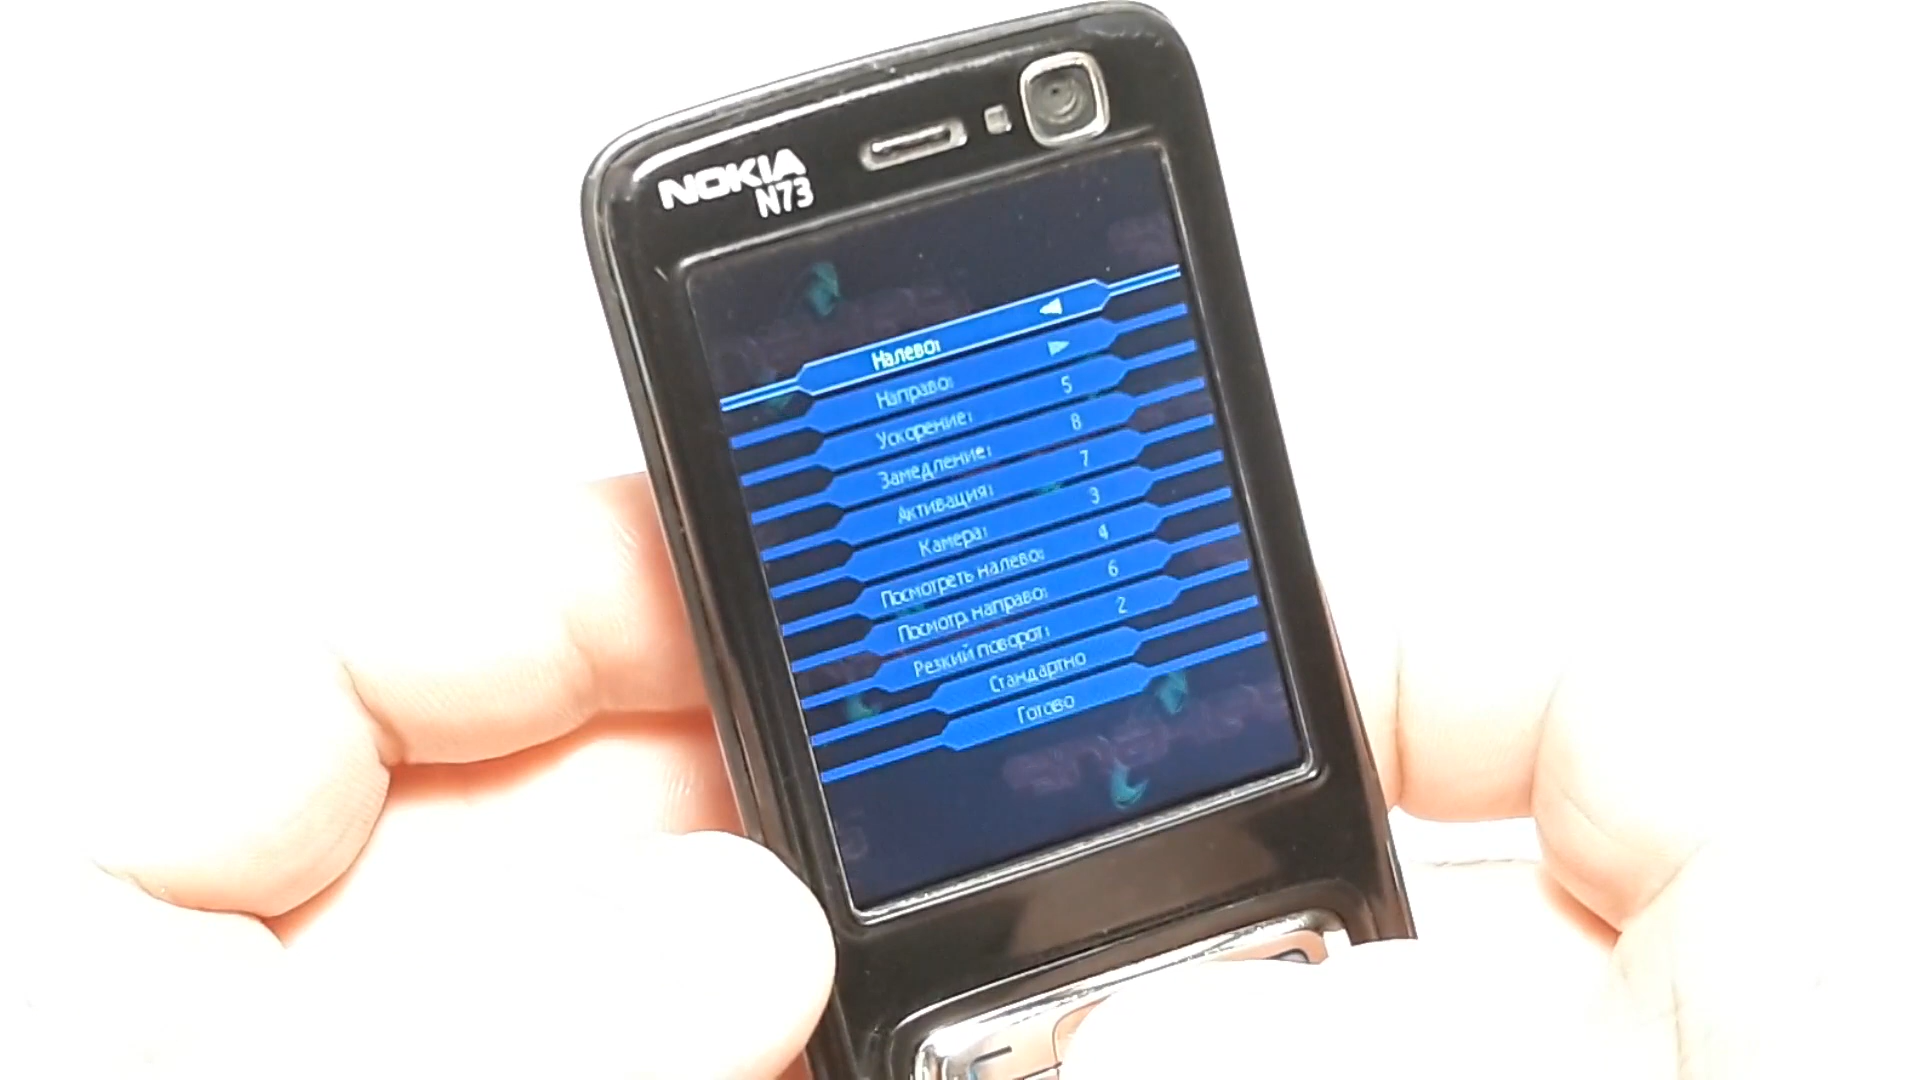 NOKIA
N73
Налево: ◀
Направо: ▶
Ускорение: 5
Замедление: 8
Активация: 7
Камера: 3
Посмотреть налево: 4
Посмотр. направо: 6
Резкий поворот: 2
Стандартно
Готово